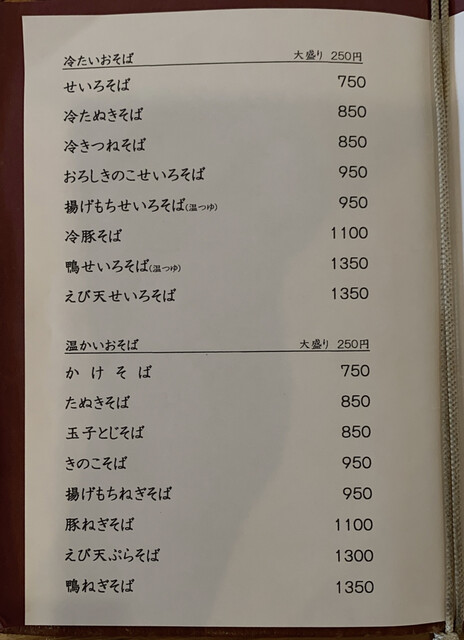 冷たいおそば 大盛り 250円
せいろそば 750
冷たぬきそば 850
冷きつねそば 850
おろしきのこせいろそば 950
揚げもちせいろそば(温つゆ) 950
冷豚そば 1100
鴨せいろそば(温つゆ) 1350
えび天せいろそば 1350
温かいおそば 大盛り 250円
かけそば 750
たぬきそば 850
玉子とじそば 850
きのこそば 950
揚げもちねぎそば 950
豚ねぎそば 1100
えび天ぷらそば 1300
鴨ねぎそば 1350